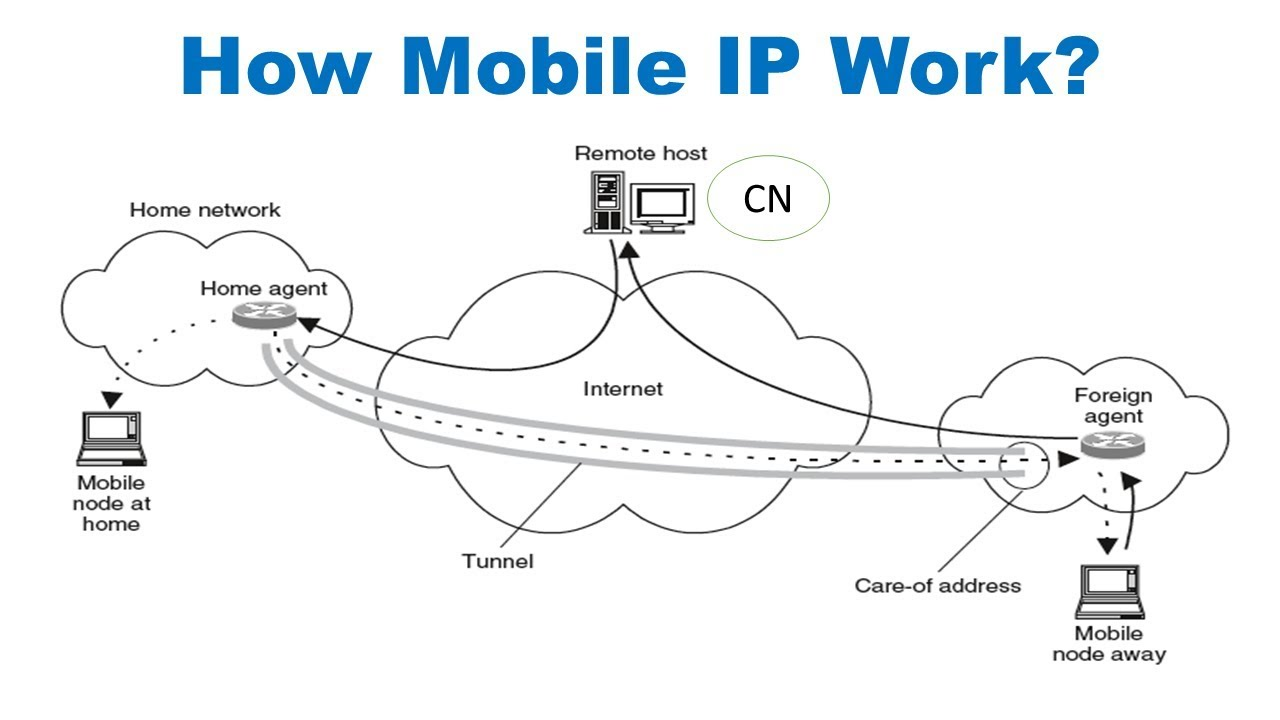 How Mobile IP Work?
Remote host
CN
Home network
Home agent
Internet
Foreign
agent
Mobile
node at
home
Tunnel
Care-of address
Mobile
node away